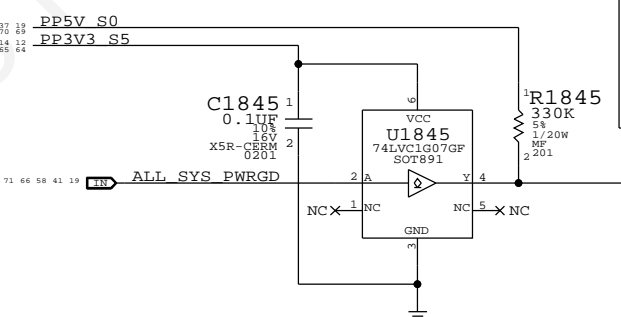 37 19 PP5V_S0
70 69
14 12 PP3V3_S5
65 64
C1845 1
0.1UF
10%
16V
X5R-CERM 2
0201
6
VCC
U1845
74LVC1G07GF
SOT891
1 R1845
330K
5%
1/20W
MF
2 201
71 66 58 41 19 IN ALL_SYS_PWRGD
2 A Y 4
NC 1 NC NC 5 NC
GND
3